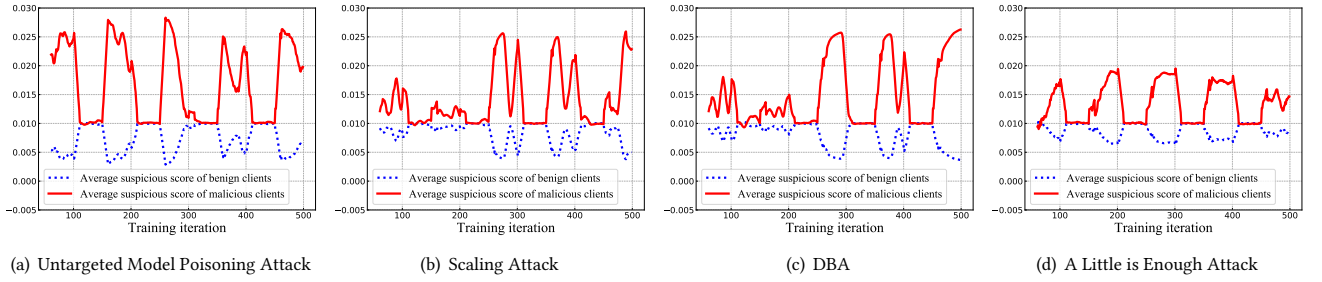 0.030
0.025
0.020
0.015
0.010
0.005
0.000
−0.005
Average suspicious score of benign clients
Average suspicious score of malicious clients
100 200 300 400 500
Training iteration
(a) Untargeted Model Poisoning Attack
0.030
0.025
0.020
0.015
0.010
0.005
0.000
−0.005
Average suspicious score of benign clients
Average suspicious score of malicious clients
100 200 300 400 500
Training iteration
(b) Scaling Attack
0.030
0.025
0.020
0.015
0.010
0.005
0.000
−0.005
Average suspicious score of benign clients
Average suspicious score of malicious clients
100 200 300 400 500
Training iteration
(c) DBA
0.030
0.025
0.020
0.015
0.010
0.005
0.000
−0.005
Average suspicious score of benign clients
Average suspicious score of malicious clients
100 200 300 400 500
Training iteration
(d) A Little is Enough Attack